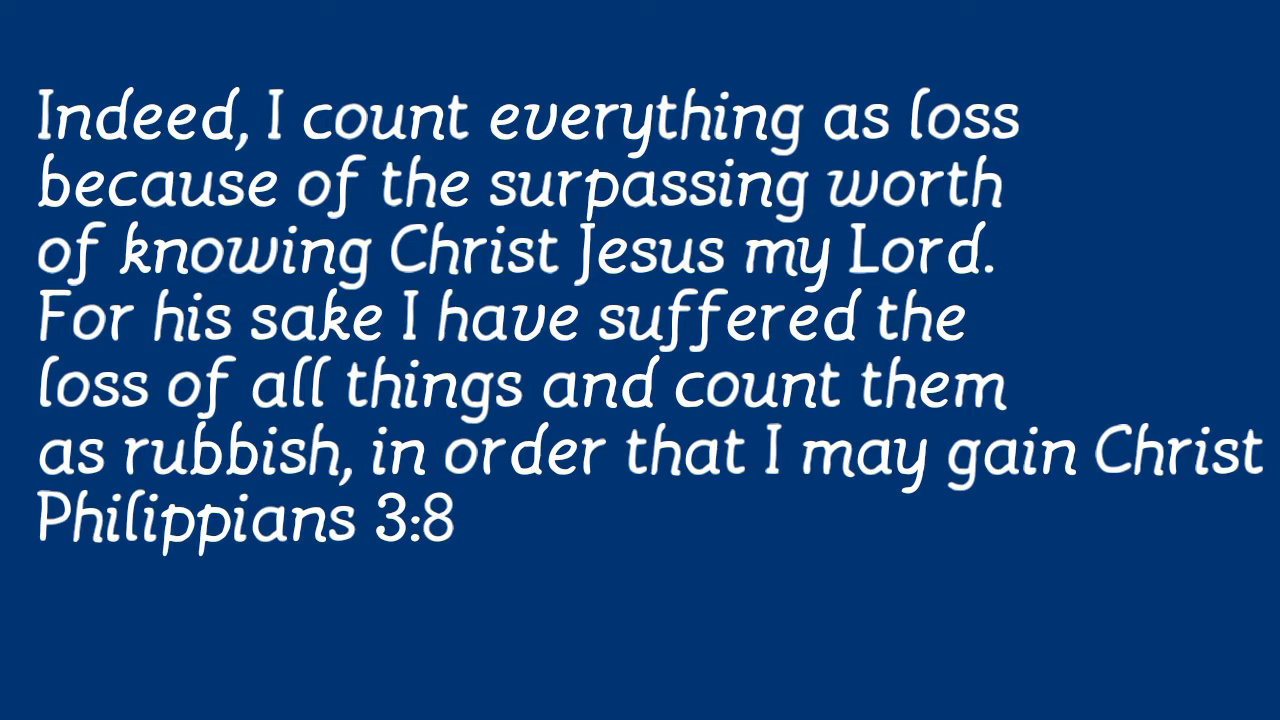 Indeed, I count everything as loss
because of the surpassing worth
of knowing Christ Jesus my Lord.
For his sake I have suffered the
loss of all things and count them
as rubbish, in order that I may gain Christ
Philippians 3:8